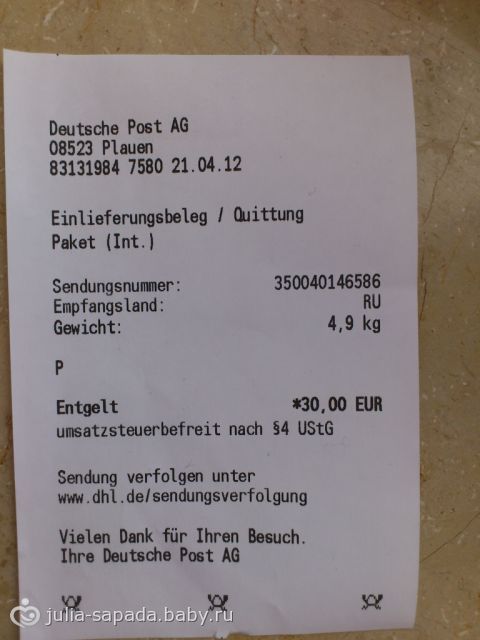 Deutsche Post AG
08523 Plauen
83131984 7580 21.04.12
Einlieferungsbeleg / Quittung
Paket (Int.)
Sendungsnummer: 350040146586
Empfangsland: RU
Gewicht: 4,9 kg
P
Entgelt *30,00 EUR
umsatzsteuerbefreit nach §4 UStG
Sendung verfolgen unter
www.dhl.de/sendungsverfolgung
Vielen Dank für Ihren Besuch.
Ihre Deutsche Post AG
julia-sapada.baby.ru